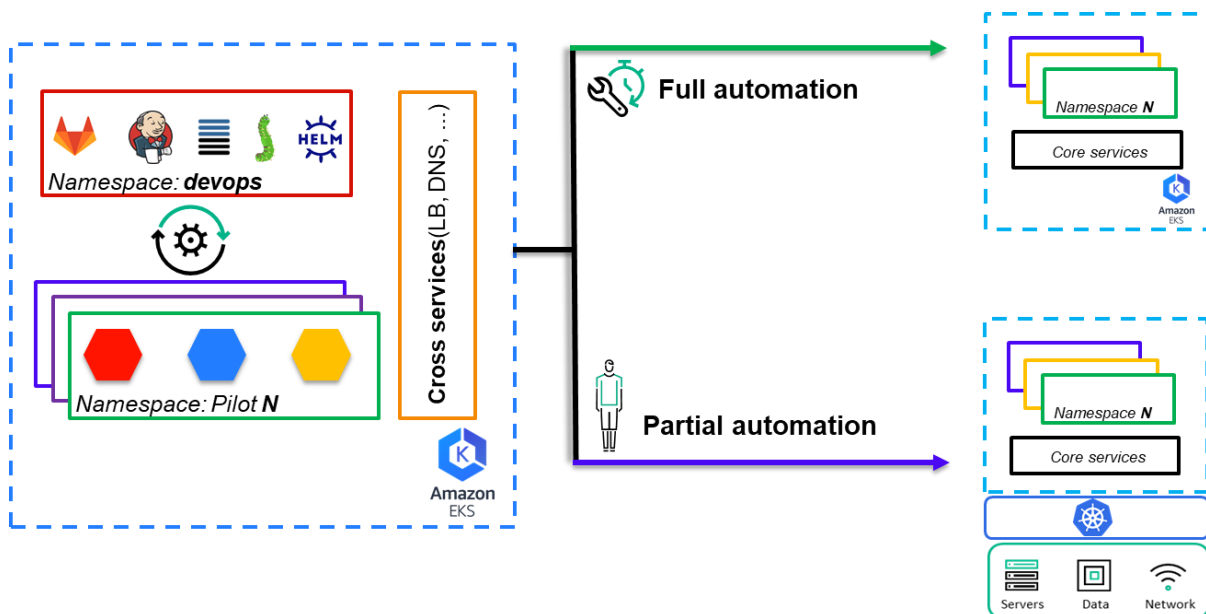 HELM
Namespace: devops
Namespace: Pilot N
Cross services(LB, DNS, ...)
K
Amazon
EKS
Full automation
Partial automation
Namespace N
Core services
K
Amazon
EKS
Namespace N
Core services
Servers
Data
Network